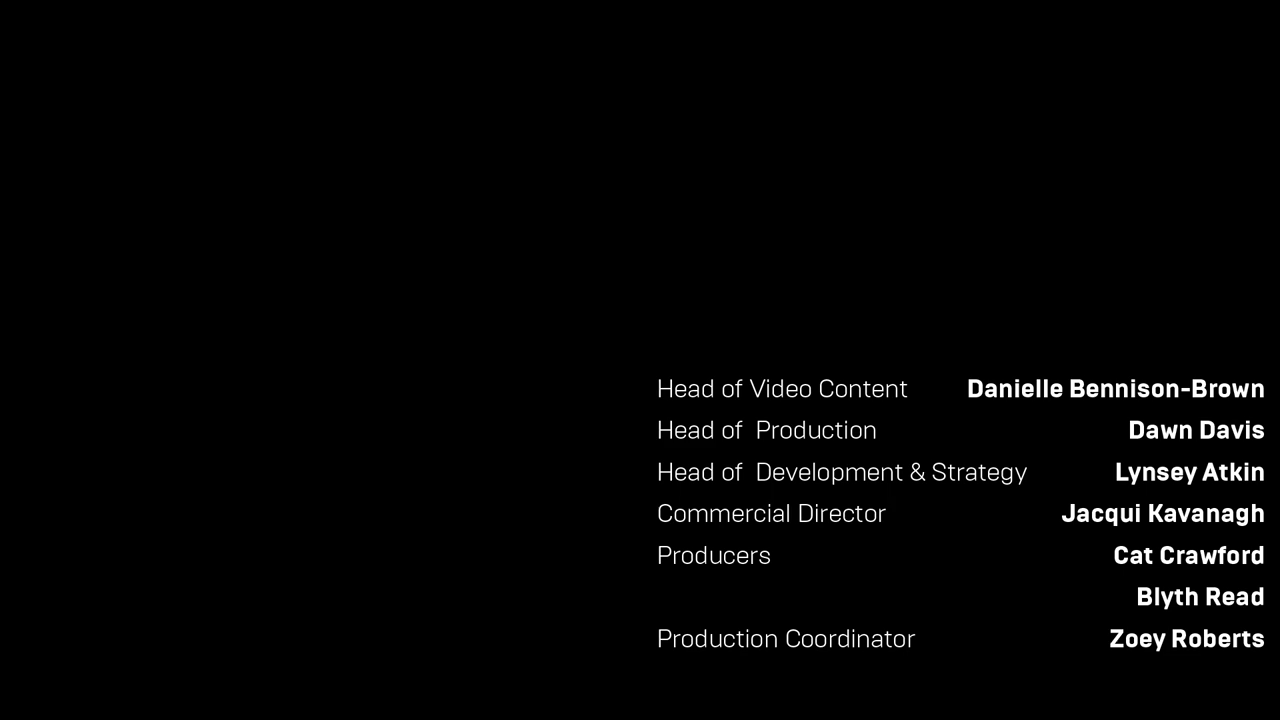 Head of Video Content Danielle Bennison-Brown
Head of Production Dawn Davis
Head of Development & Strategy Lynsey Atkin
Commercial Director Jacqui Kavanagh
Producers Cat Crawford
Blyth Read
Production Coordinator Zoey Roberts